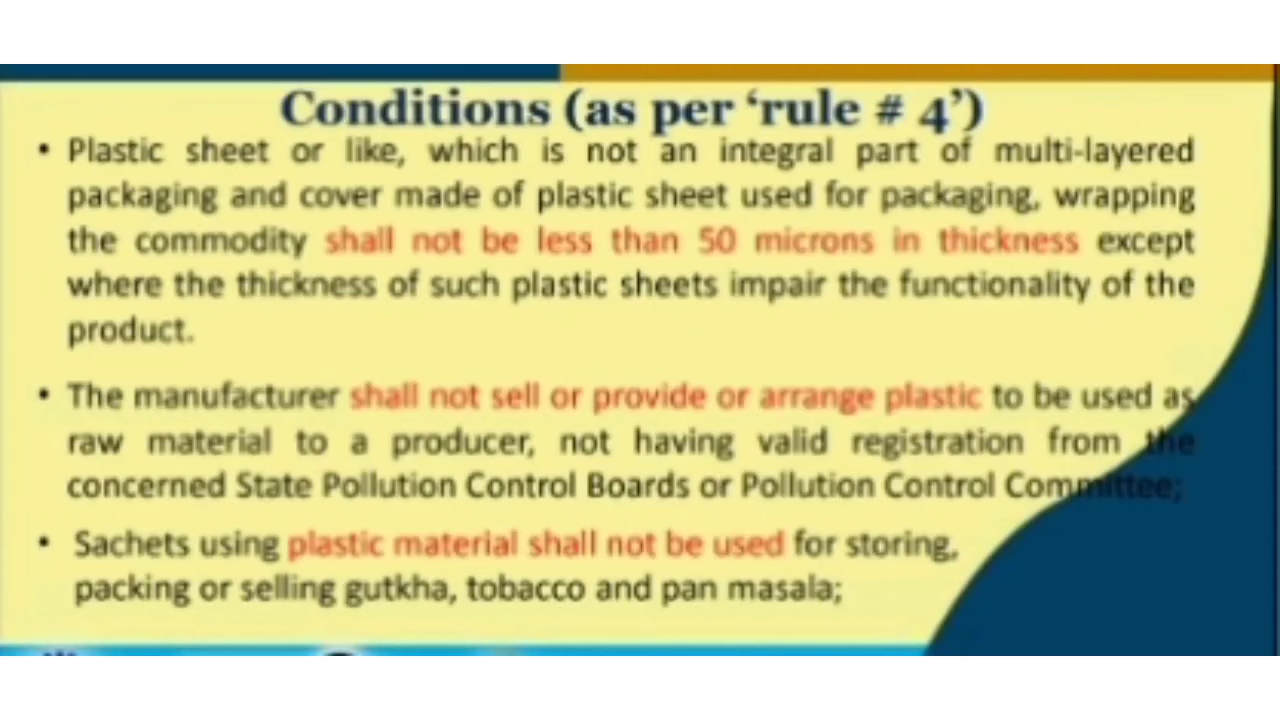 Conditions (as per ‘rule # 4’)
• Plastic sheet or like, which is not an integral part of multi-layered
packaging and cover made of plastic sheet used for packaging, wrapping
the commodity shall not be less than 50 microns in thickness except
where the thickness of such plastic sheets impair the functionality of the
product.
• The manufacturer shall not sell or provide or arrange plastic to be used as
raw material to a producer, not having valid registration from the
concerned State Pollution Control Boards or Pollution Control Committee;
• Sachets using plastic material shall not be used for storing,
packing or selling gutkha, tobacco and pan masala;